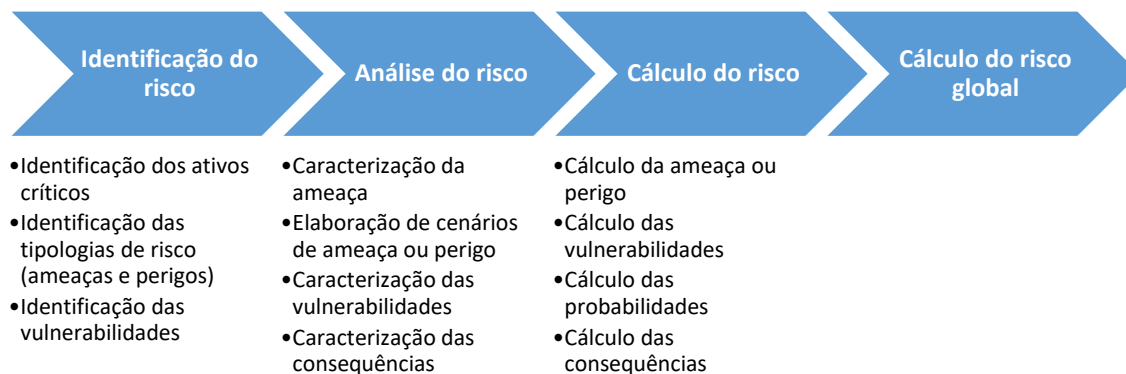 Identificação do
risco
Análise do risco
Cálculo do risco
Cálculo do risco
global
•Identificação dos ativos
críticos
•Identificação das
tipologias de risco
(ameaças e perigos)
•Identificação das
vulnerabilidades
•Caracterização da
ameaça
•Elaboração de cenários
de ameaça ou perigo
•Caracterização das
vulnerabilidades
•Caracterização das
consequências
•Cálculo da ameaça ou
perigo
•Cálculo das
vulnerabilidades
•Cálculo das
probabilidades
•Cálculo das
consequências